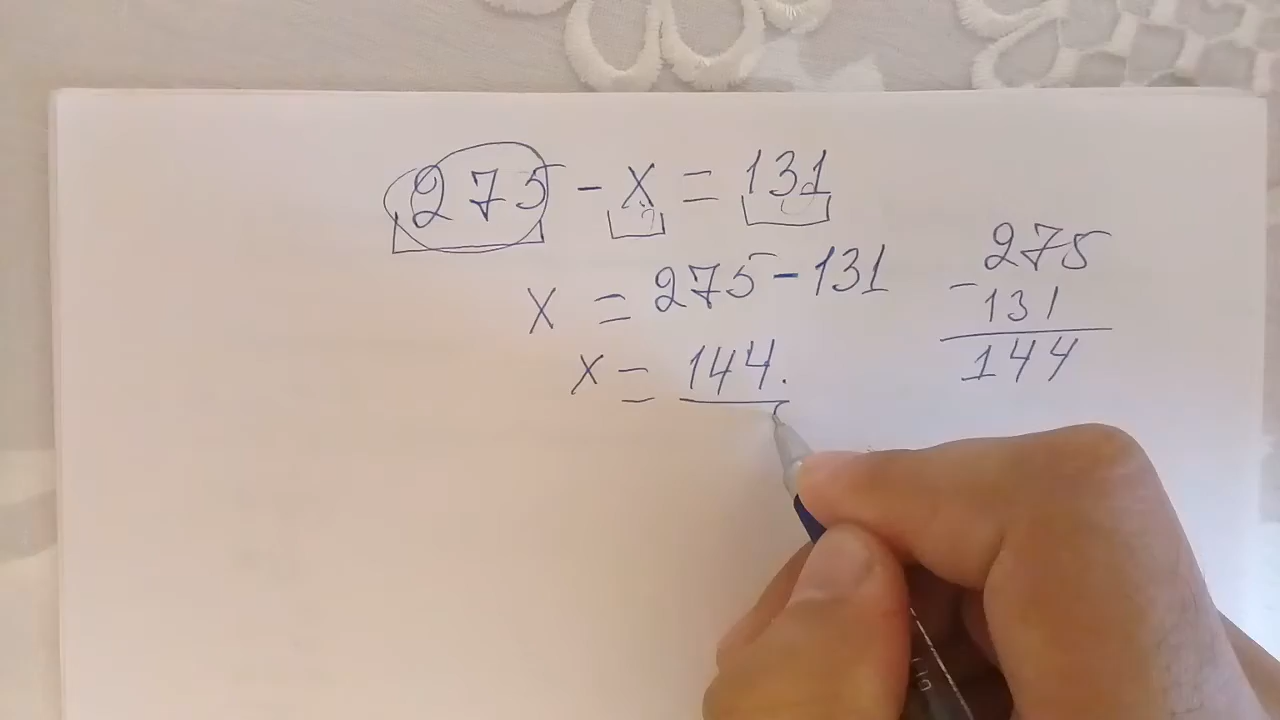 275 - x = 131
x = 275 - 131
x = 144.
275
- 131
144